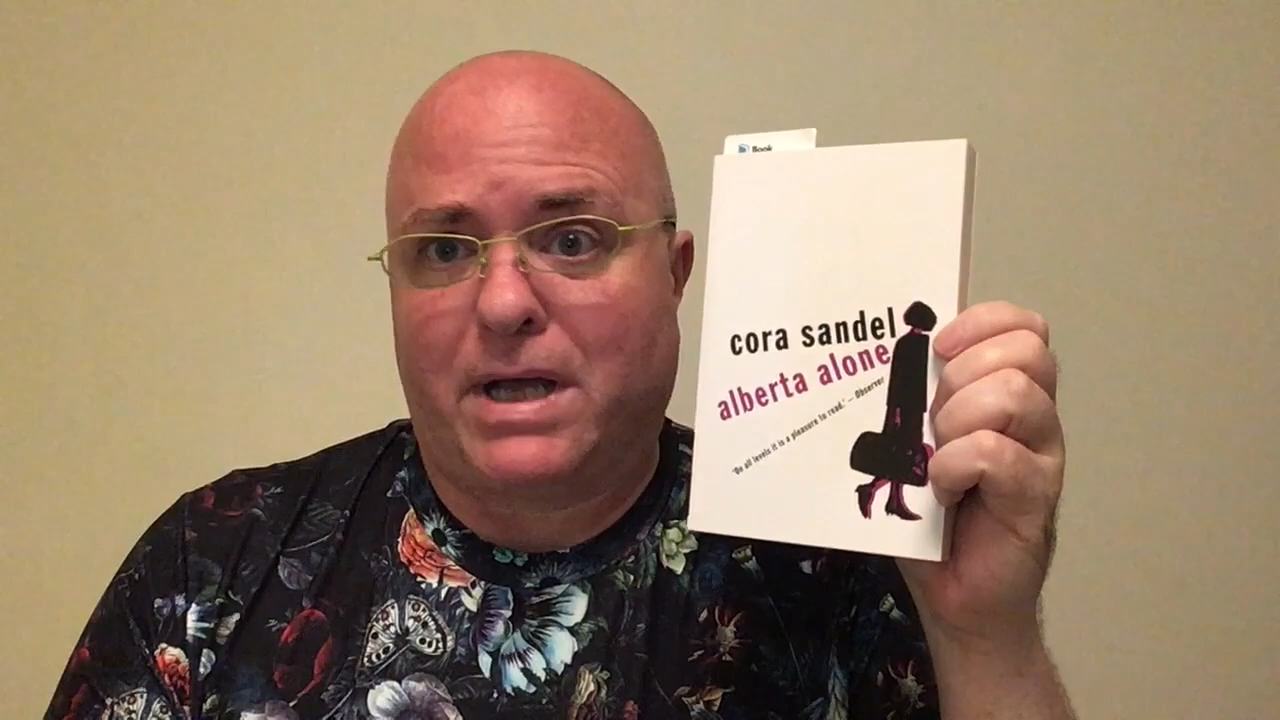 Book
cora sandel
alberta alone
'On all levels it is a pleasure to read.' – Observer